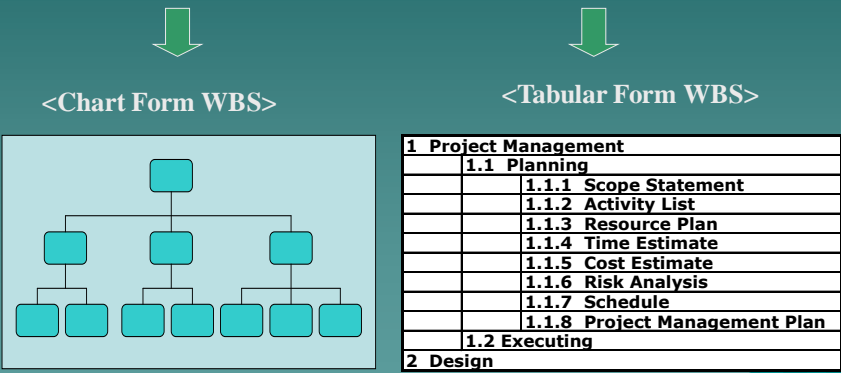 <Chart Form WBS>
<Tabular Form WBS>
1 Project Management
1.1 Planning
1.1.1 Scope Statement
1.1.2 Activity List
1.1.3 Resource Plan
1.1.4 Time Estimate
1.1.5 Cost Estimate
1.1.6 Risk Analysis
1.1.7 Schedule
1.1.8 Project Management Plan
1.2 Executing
2 Design